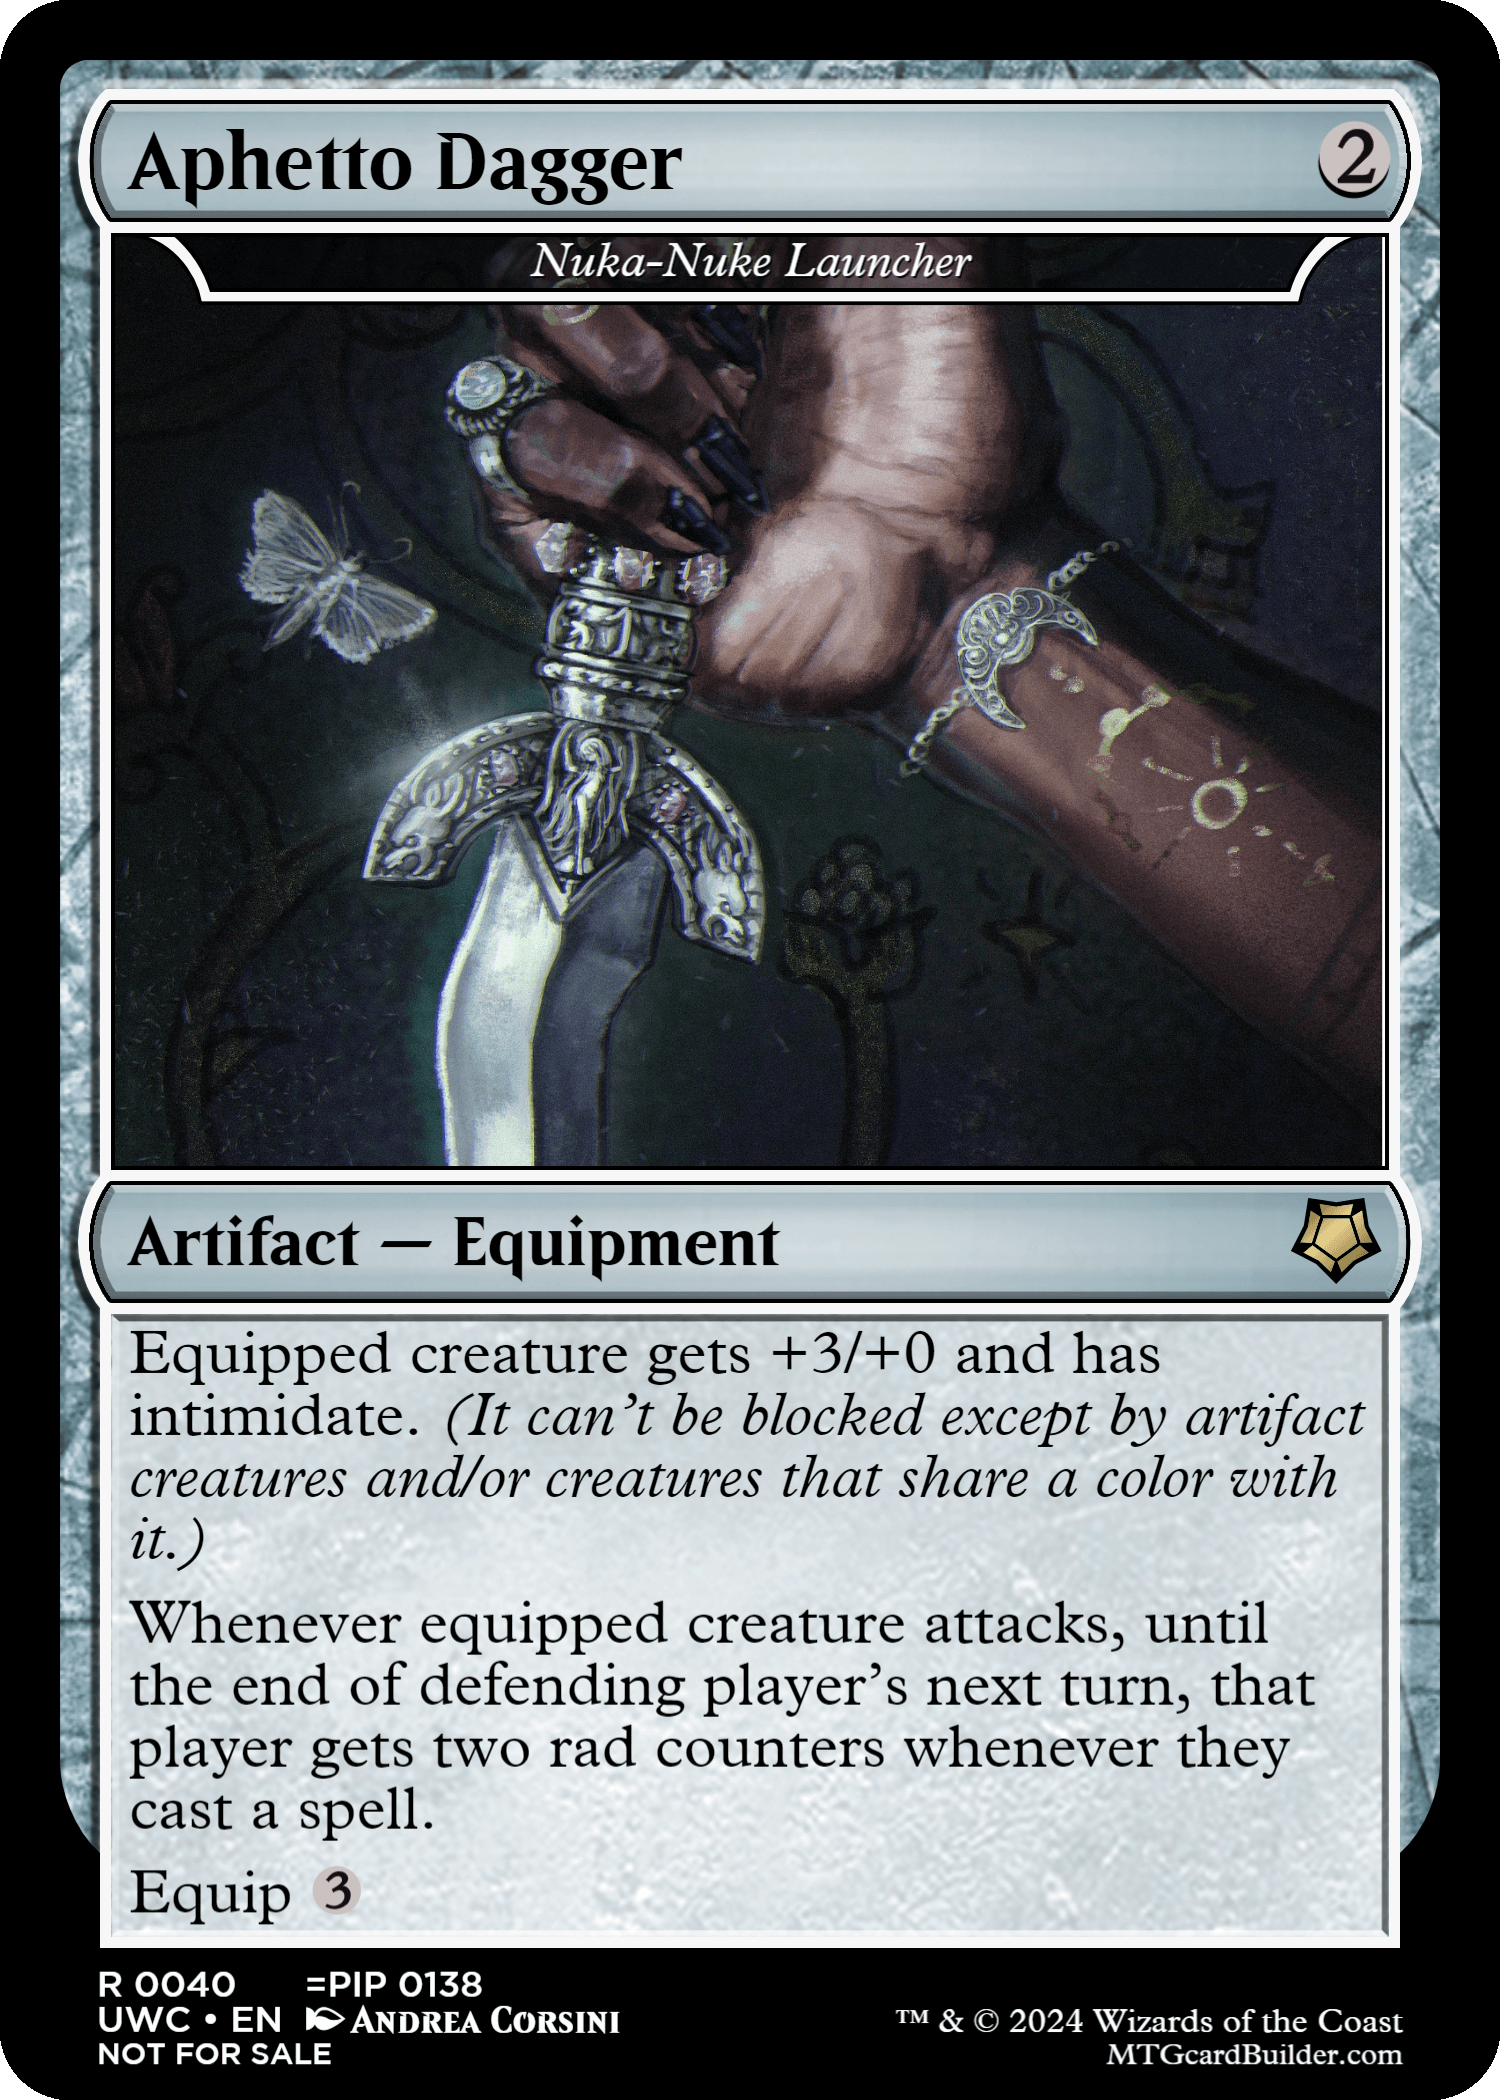 Aphetto Dagger 2
Nuka-Nuke Launcher
Artifact — Equipment
Equipped creature gets +3/+0 and has
intimidate. (It can't be blocked except by artifact
creatures and/or creatures that share a color with
it.)
Whenever equipped creature attacks, until
the end of defending player's next turn, that
player gets two rad counters whenever they
cast a spell.
Equip 3
R 0040 =PIP 0138
UWC • EN ANDREA CORSINI
NOT FOR SALE
™ & © 2024 Wizards of the Coast
MTGcardBuilder.com